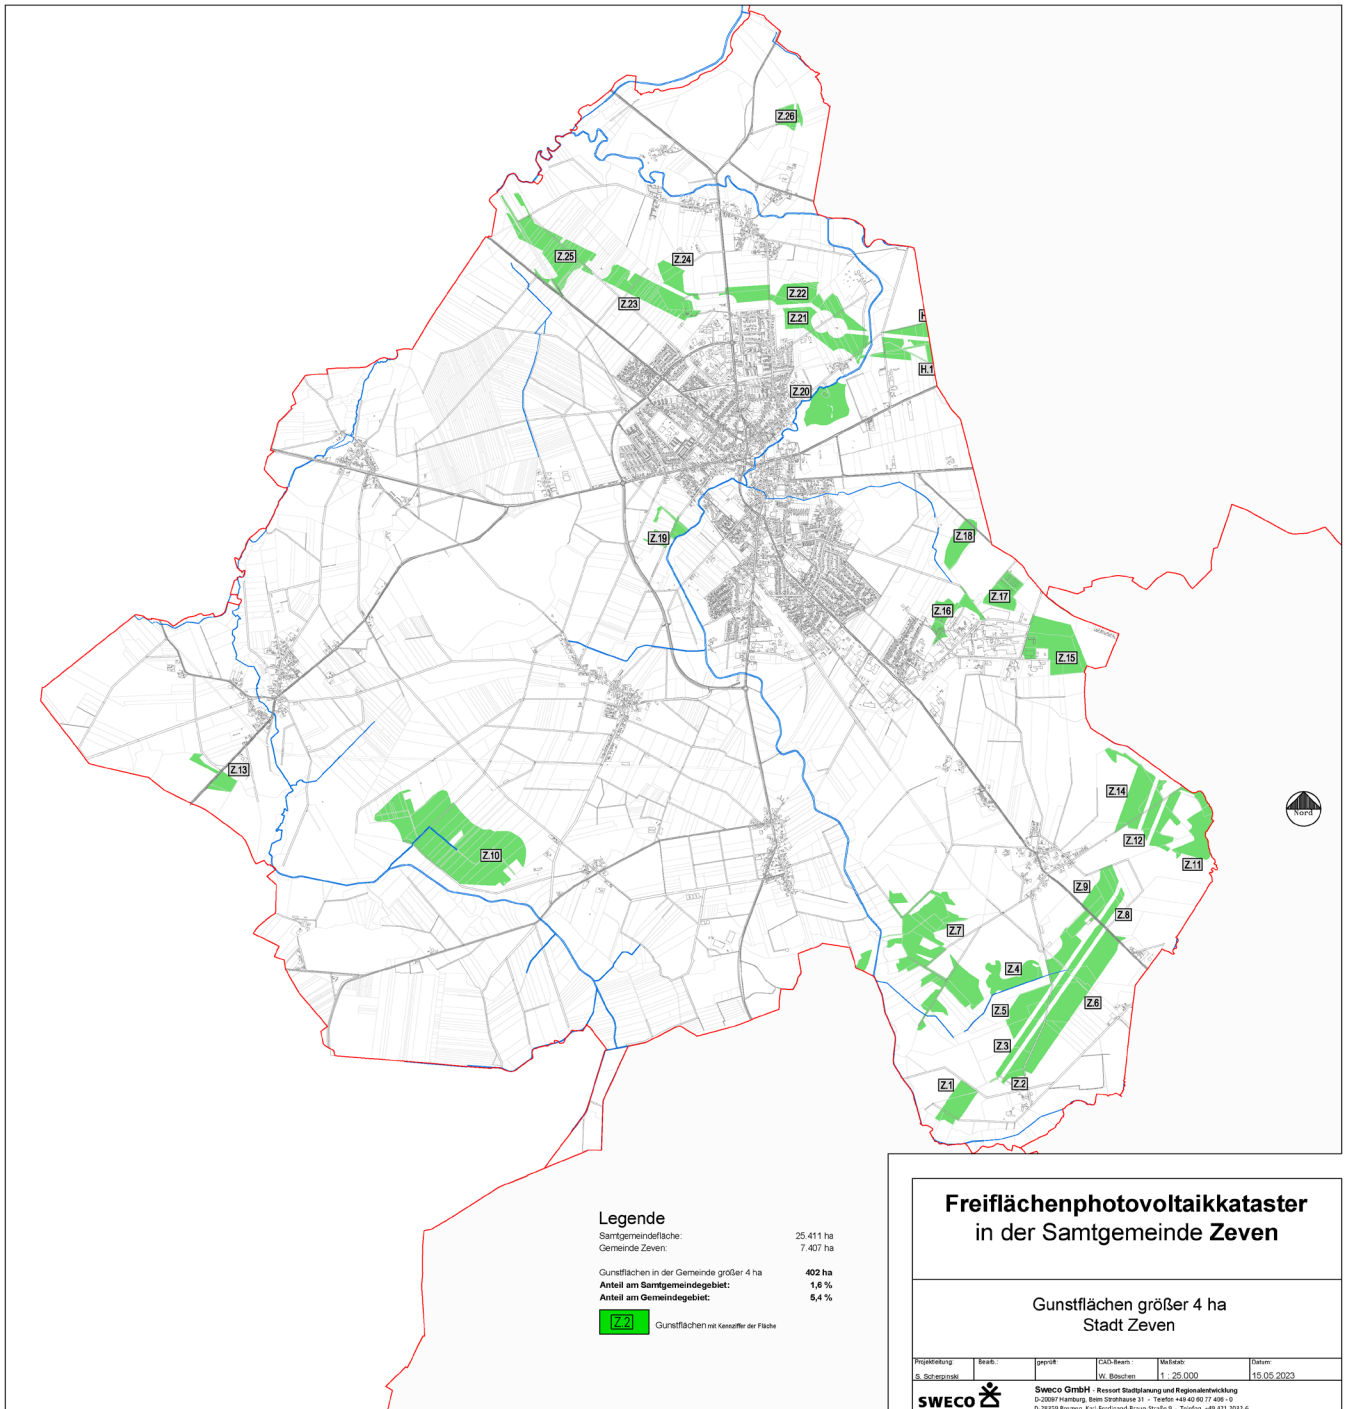 Z.26
Z.25
Z.24
Z.23
Z.22
Z.21
H.1
Z.20
Z.19
Z.18
Z.17
Z.16
Z.15
Z.13
Z.14
Z.12
Z.11
Z.10
Z.9
Z.8
Z.7
Z.4
Z.6
Z.5
Z.3
Z.2
Z.1
Nord
Legende
Samtgemeindefläche: 25.411 ha
Gemeinde Zeven: 7.407 ha
Gunstflächen in der Gemeinde größer 4 ha 402 ha
Anteil am Samtgemeindegebiet: 1,6 %
Anteil am Gemeindegebiet: 5,4 %
Z.2 Gunstflächen mit Kennziffer der Fläche
Freiflächenphotovoltaikkataster
in der Samtgemeinde Zeven
Gunstflächen größer 4 ha
Stadt Zeven
Projektleitung: Bearb.: geprüft: CAD-Bearb.: Maßstab: Datum:
S. Scherpinski W. Böschen 1 : 25.000 15.05.2023
SWECO
Sweco GmbH - Ressort Stadtplanung und Regionalentwicklung
D-20097 Hamburg, Beim Strohhause 31 - Telefon +49 40 60 77 406 - 0